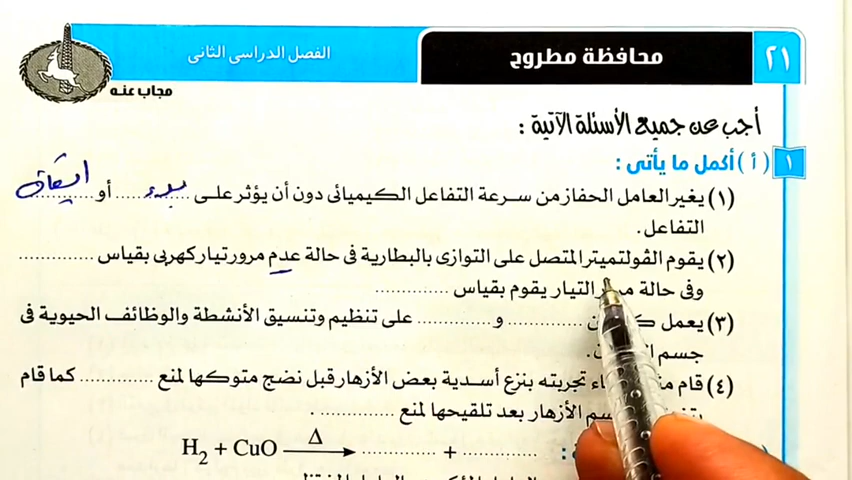 ٢١
محافظة مطروح
الفصل الدراسى الثانى
مجاب عنه
أجب عن جميع الأسئلة الآتية :
١ (أ) أكمل ما يأتى :
(١) يغير العامل الحفاز من سرعة التفاعل الكيميائى دون أن يؤثر على ..بدء.. أو ..ايقاف..
التفاعل.
(٢) يقوم الڤولتميتر المتصل على التوازى بالبطارية فى حالة عدم مرور تيار كهربى بقياس ..............
وفى حالة التيار يقوم بقياس ..............
(٣) يعمل .............. و .............. على تنظيم وتنسيق الأنشطة والوظائف الحيوية فى
جسم
(٤) قام تجربته بنزع أسدية بعض الأزهار قبل نضج متوكها لمنع .............. كما قام
الأزهار بعد تلقيحها لمنع ..............
H2 + CuO —Δ→ .............. + .............. :